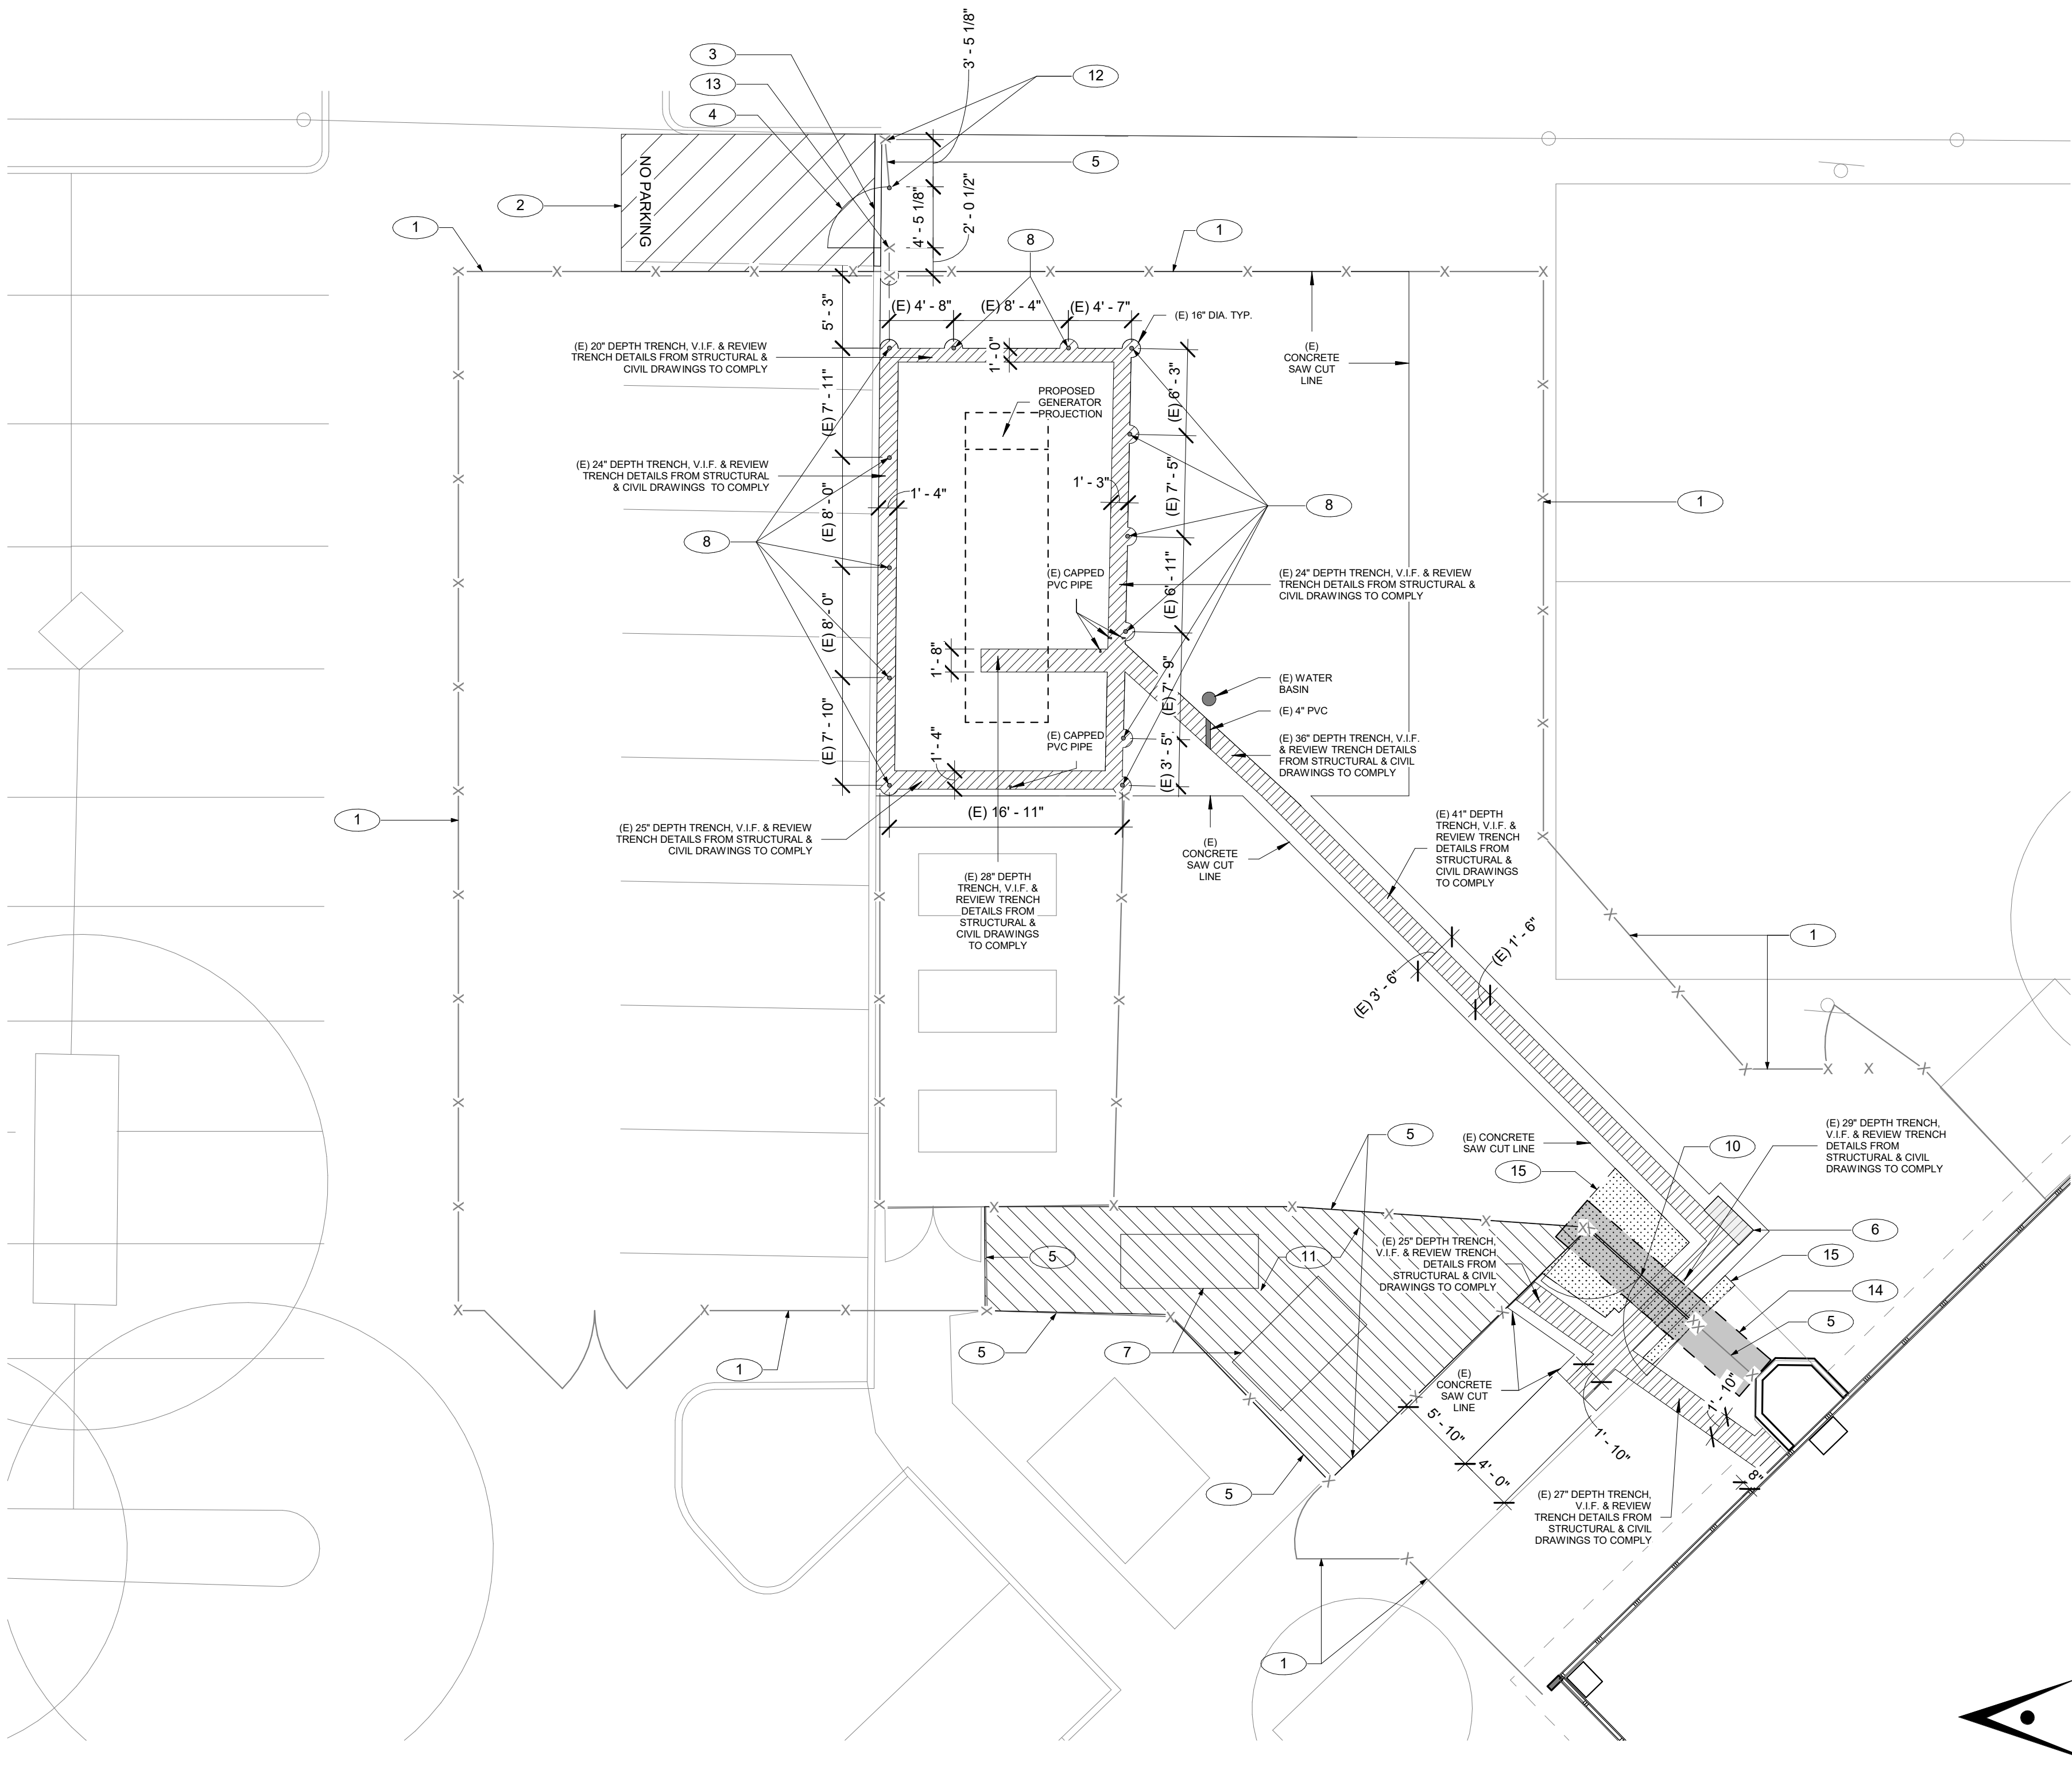 3
13
4
12
3' - 5 1/8"
5
NO PARKING
2
4' - 5 1/8"
2' - 0 1/2"
1
1
8
5' - 3"
(E) 4' - 8"
(E) 8' - 4"
(E) 4' - 7"
(E) 16" DIA. TYP.
(E) 20" DEPTH TRENCH, V.I.F. & REVIEW
TRENCH DETAILS FROM STRUCTURAL &
CIVIL DRAWINGS TO COMPLY
1' - 0"
(E)
CONCRETE
SAW CUT
LINE
(E) 7' - 11"
PROPOSED
GENERATOR
PROJECTION
(E) 6' - 3"
(E) 24" DEPTH TRENCH, V.I.F. & REVIEW
TRENCH DETAILS FROM STRUCTURAL
& CIVIL DRAWINGS TO COMPLY
1' - 4"
1' - 3"
(E) 7' - 5"
8
1
(E) 8' - 0"
8
(E) CAPPED
PVC PIPE
(E) 6' - 11"
(E) 24" DEPTH TRENCH, V.I.F. & REVIEW
TRENCH DETAILS FROM STRUCTURAL &
CIVIL DRAWINGS TO COMPLY
(E) 8' - 0"
1' - 8"
(E) 7' - 9"
(E) WATER
BASIN
(E) 4" PVC
(E) 7' - 10"
1' - 4"
(E) CAPPED
PVC PIPE
(E) 3' - 5"
(E) 36" DEPTH TRENCH, V.I.F.
& REVIEW TRENCH DETAILS
FROM STRUCTURAL & CIVIL
DRAWINGS TO COMPLY
1
(E) 16' - 11"
(E) 25" DEPTH TRENCH, V.I.F. & REVIEW
TRENCH DETAILS FROM STRUCTURAL &
CIVIL DRAWINGS TO COMPLY
(E)
CONCRETE
SAW CUT
LINE
(E) 41" DEPTH
TRENCH, V.I.F. &
REVIEW TRENCH
DETAILS FROM
STRUCTURAL &
CIVIL DRAWINGS
TO COMPLY
(E) 28" DEPTH
TRENCH, V.I.F. &
REVIEW TRENCH
DETAILS FROM
STRUCTURAL &
CIVIL DRAWINGS
TO COMPLY
(E) 3' - 6"
(E) 1' - 6"
1
5
(E) CONCRETE
SAW CUT LINE
15
10
(E) 29" DEPTH TRENCH,
V.I.F. & REVIEW TRENCH
DETAILS FROM
STRUCTURAL & CIVIL
DRAWINGS TO COMPLY
6
15
14
5
5
11
(E) 25" DEPTH TRENCH,
V.I.F. & REVIEW TRENCH
DETAILS FROM
STRUCTURAL & CIVIL
DRAWINGS TO COMPLY
1
5
7
(E)
CONCRETE
SAW CUT
LINE
5' - 10"
4' - 0"
1' - 10"
1' - 10"
8"
5
(E) 27" DEPTH TRENCH,
V.I.F. & REVIEW
TRENCH DETAILS FROM
STRUCTURAL & CIVIL
DRAWINGS TO COMPLY
1